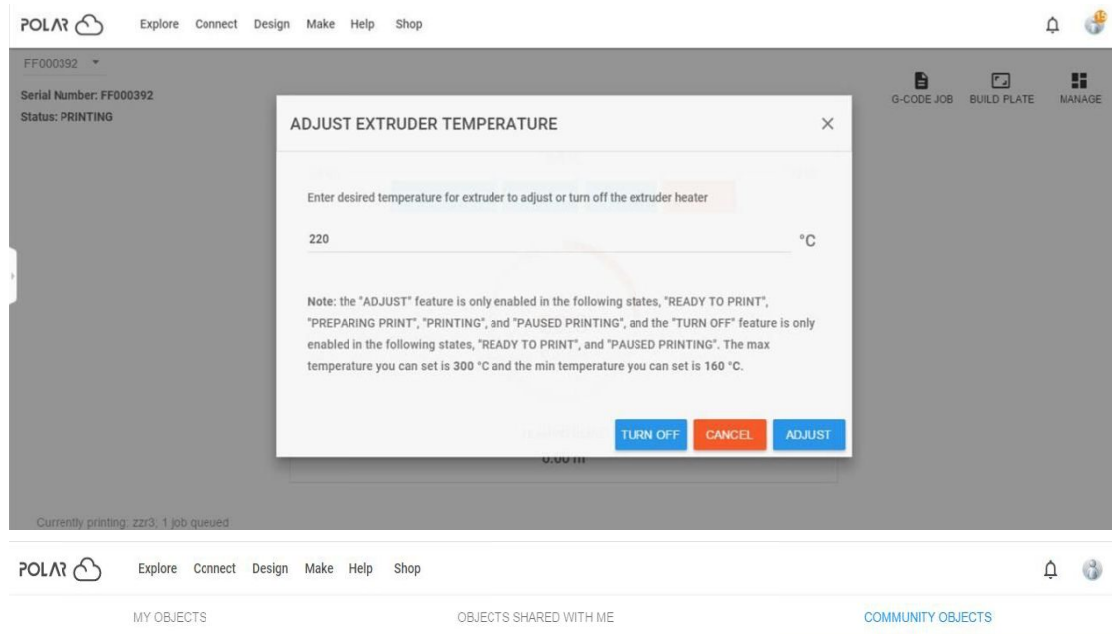 POLAR Explore Connect Design Make Help Shop 15
FF000392
Serial Number: FF000392
Status: PRINTING
G-CODE JOB BUILD PLATE MANAGE
ADJUST EXTRUDER TEMPERATURE
Enter desired temperature for extruder to adjust or turn off the extruder heater
220 °C
Note: the "ADJUST" feature is only enabled in the following states, "READY TO PRINT",
"PREPARING PRINT", "PRINTING", and "PAUSED PRINTING", and the "TURN OFF" feature is only
enabled in the following states, "READY TO PRINT", and "PAUSED PRINTING". The max
temperature you can set is 300 °C and the min temperature you can set is 160 °C.
TURN OFF CANCEL ADJUST
0.00 m
Currently printing: zzr3, 1 job queued
POLAR Explore Connect Design Make Help Shop
MY OBJECTS OBJECTS SHARED WITH ME COMMUNITY OBJECTS